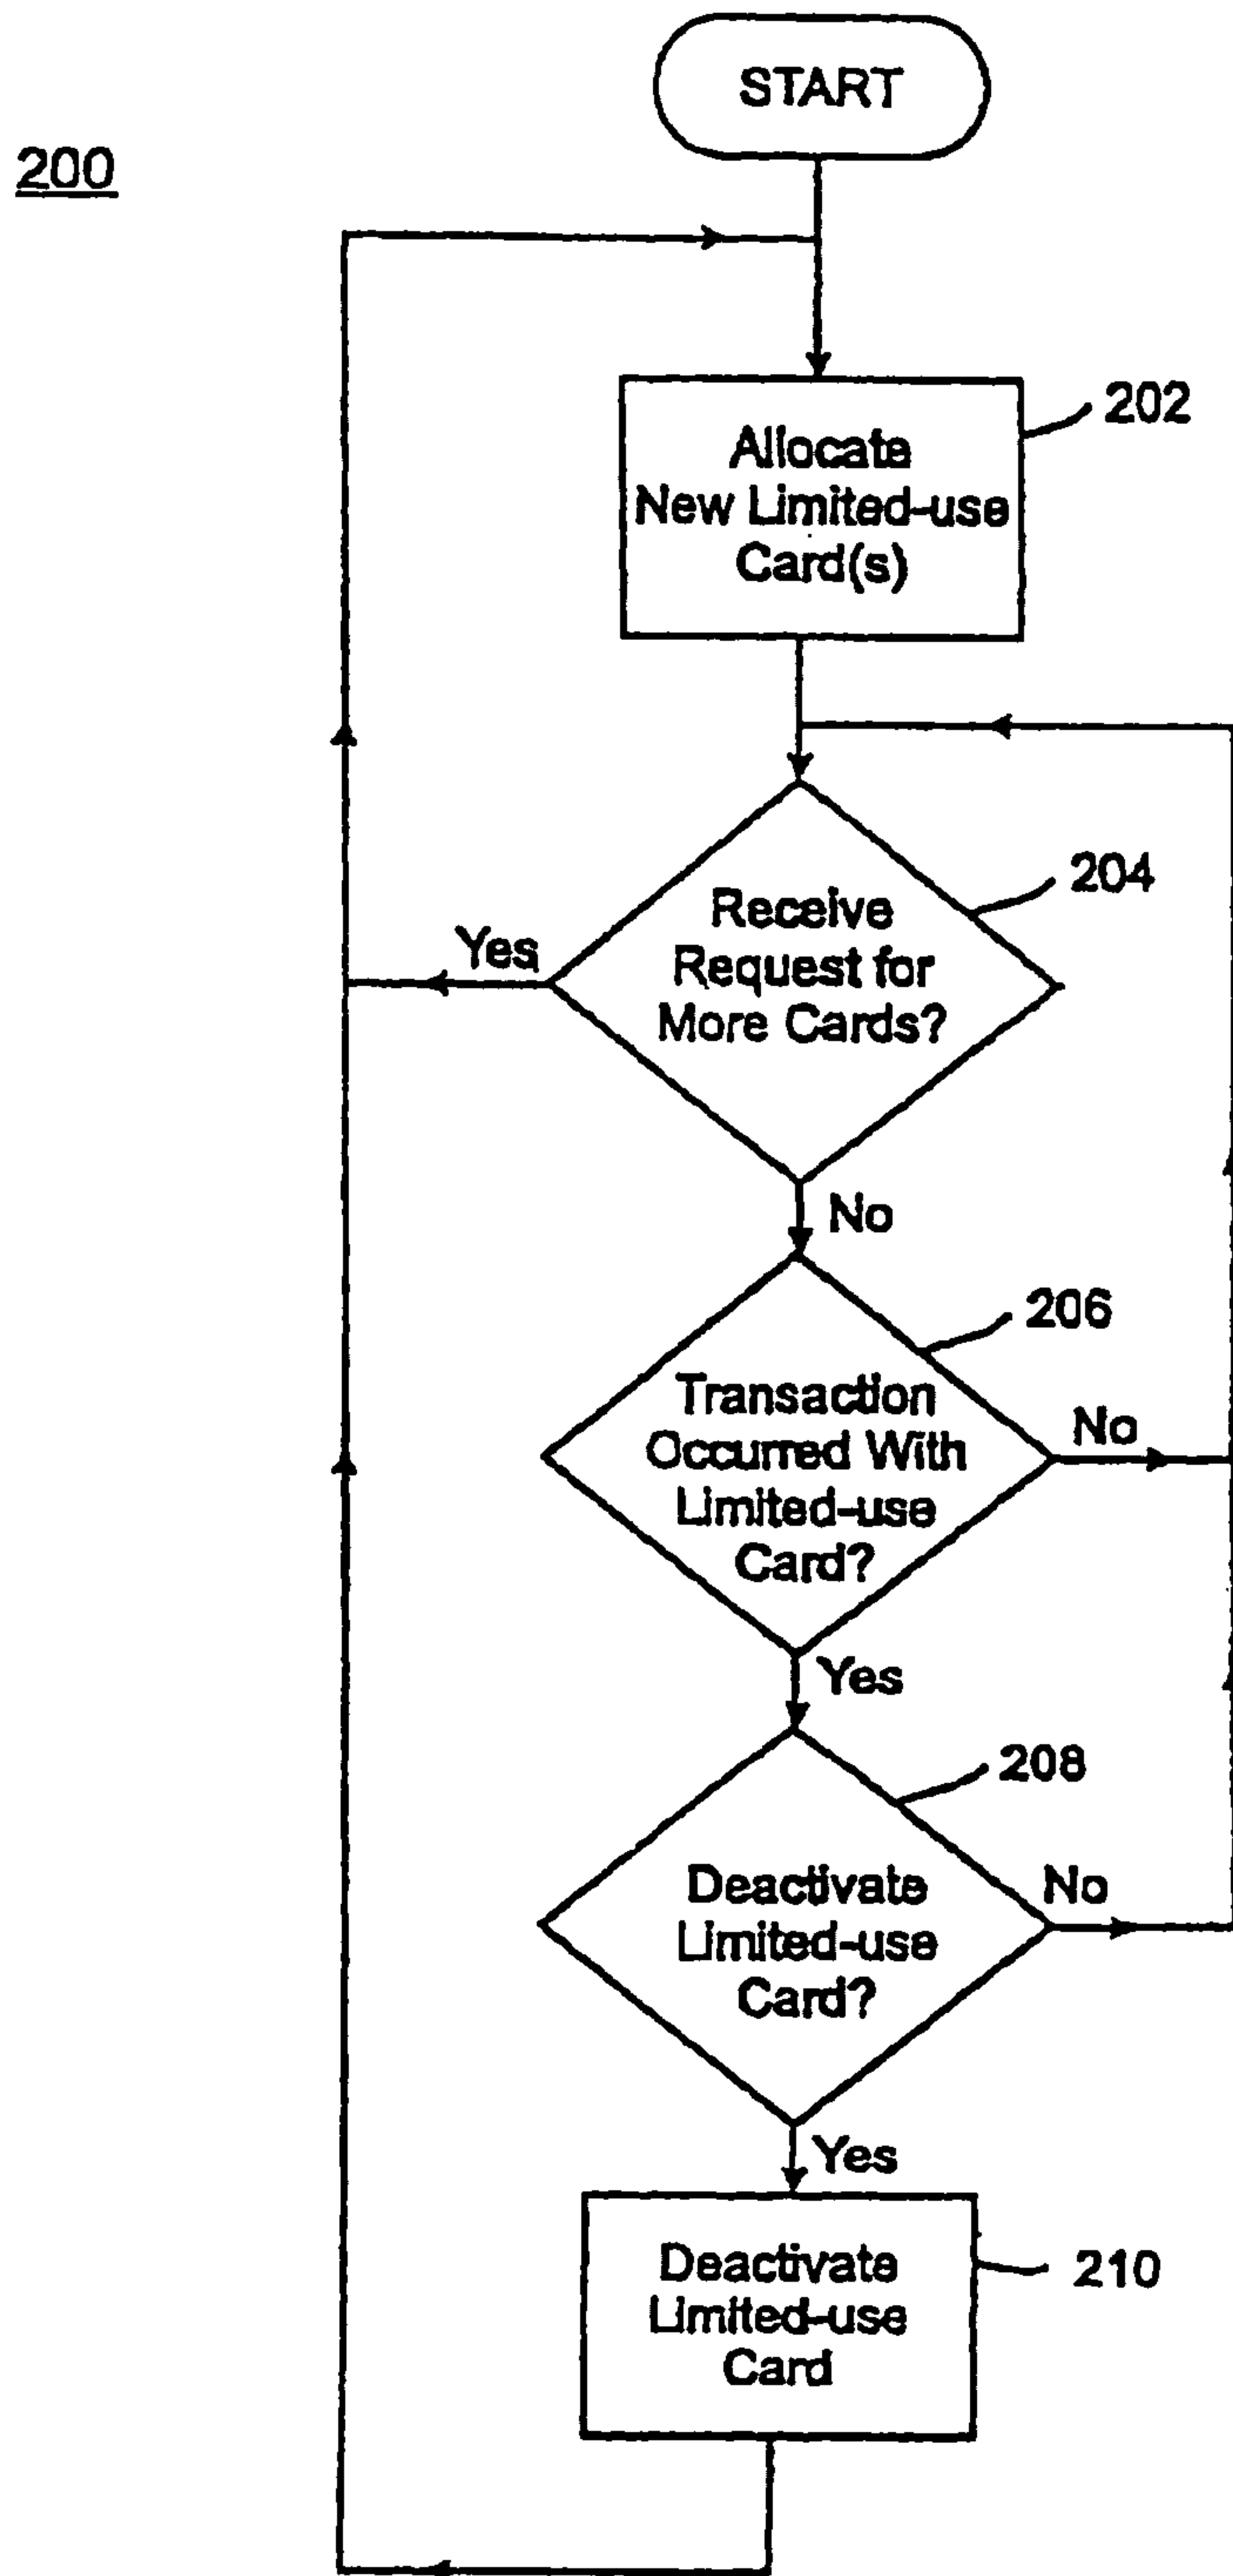 START
200
202
Allocate
New Limited-use
Card(s)
204
Receive
Request for
More Cards?
Yes
No
206
Transaction
Occurred With
Limited-use
Card?
No
Yes
208
Deactivate
Limited-use
Card?
No
Yes
Deactivate
Limited-use
Card
210